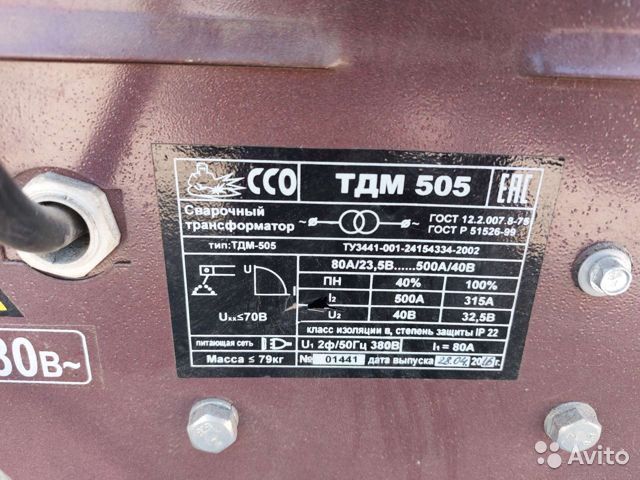 ССО ТДМ 505 ЕАС
Сварочный трансформатор
ГОСТ 12.2.007.8-75
ГОСТ Р 51526-99
тип:ТДМ-505 ТУ3441-001-24154334-2002
80А/23,5В......500А/40В
U I
ПН 40% 100%
I₂ 500А 315А
Uxx≤70В U₂ 40В 32,5В
класс изоляции в, степень защиты IP 22
питающая сеть U₁ 2ф/50Гц 380В I₁ = 80А
Масса ≤ 79кг № 01441 дата выпуска 20 г.
80В~
Avito